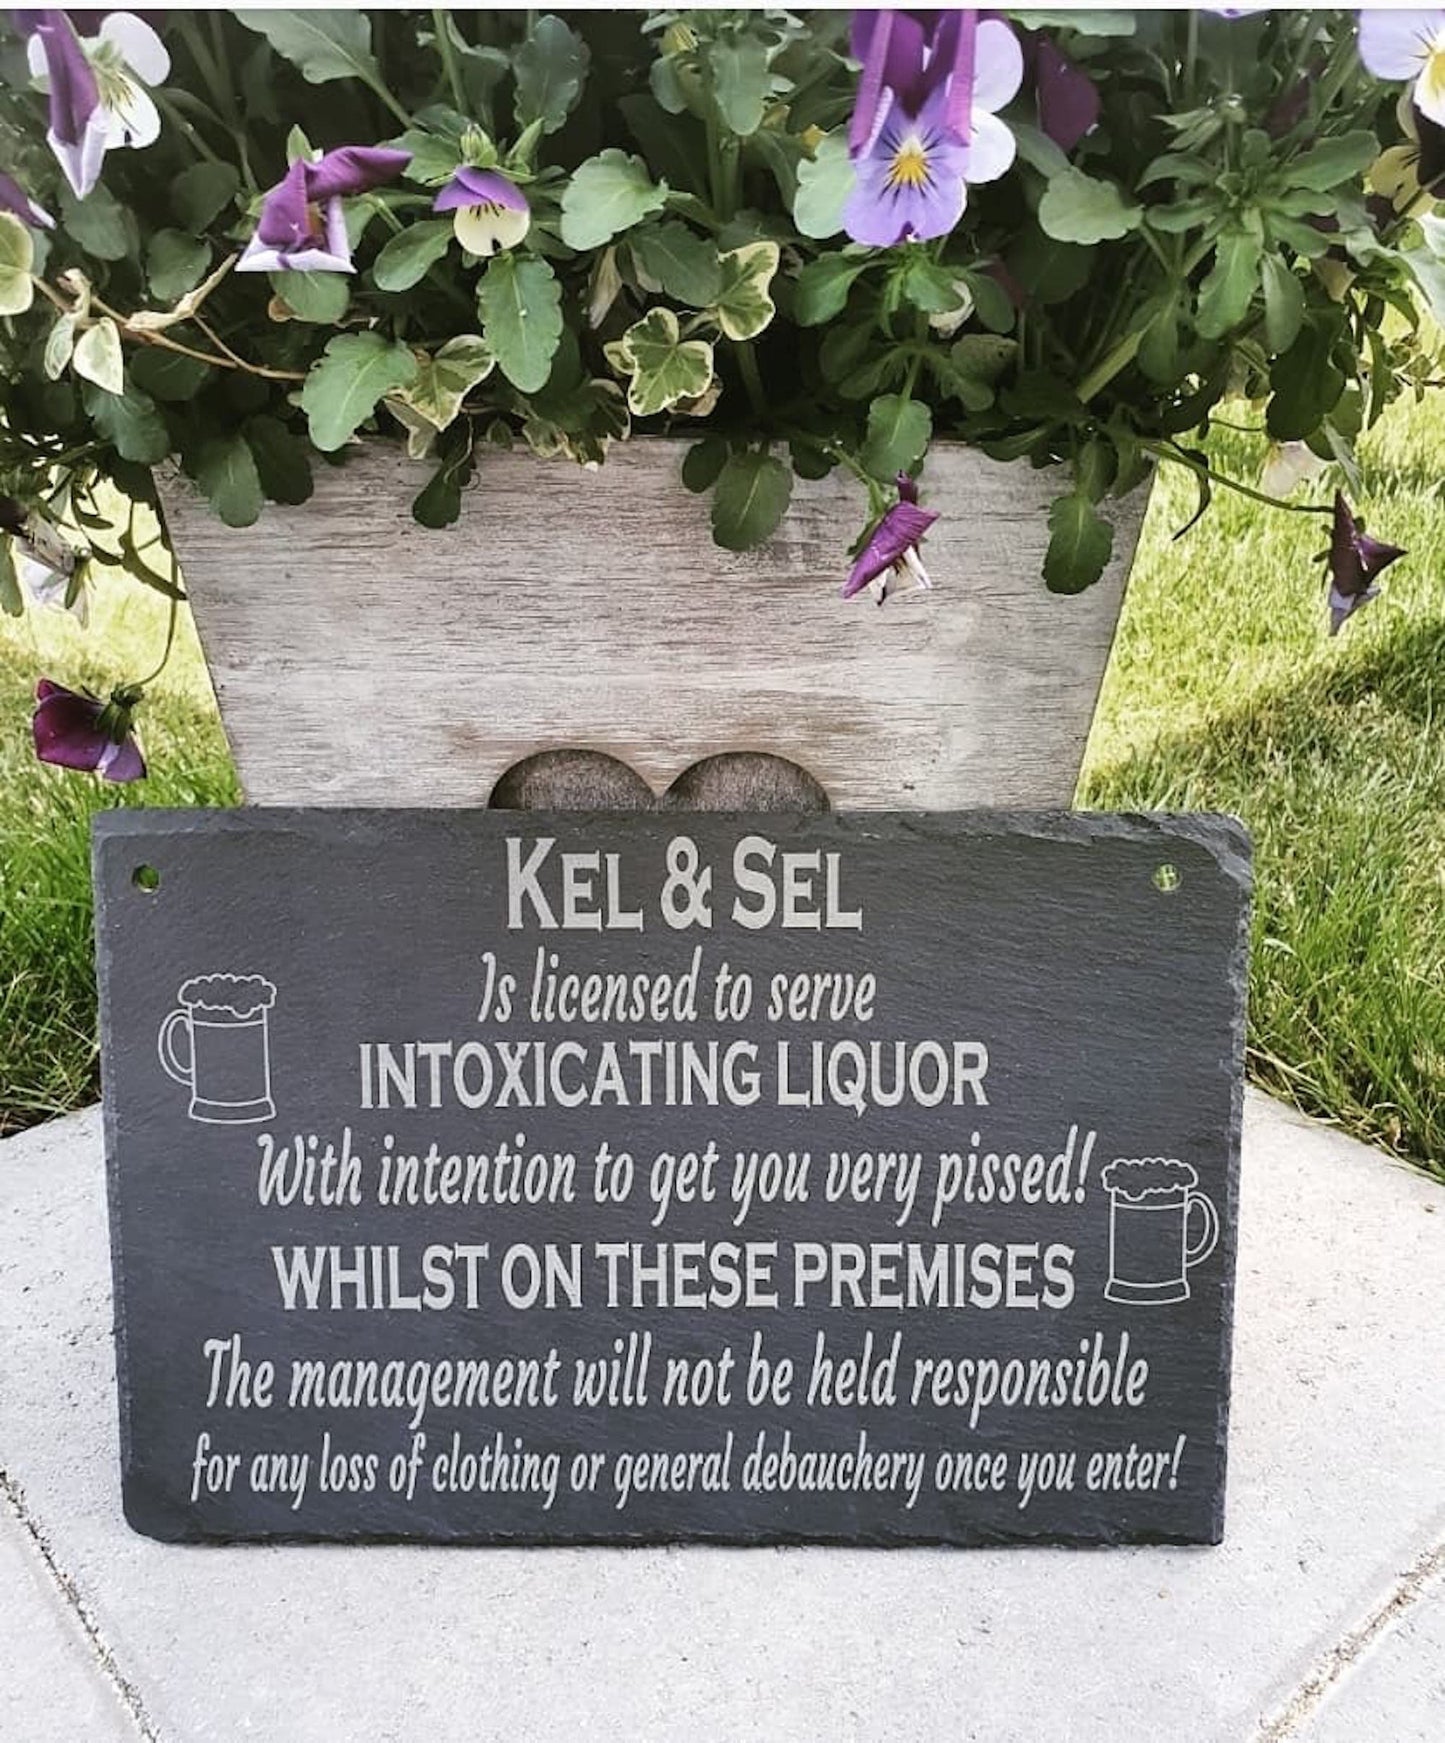 KEL & SEL
Is licensed to serve
INTOXICATING LIQUOR
With intention to get you very pissed!
WHILST ON THESE PREMISES
The management will not be held responsible
for any loss of clothing or general debauchery once you enter!